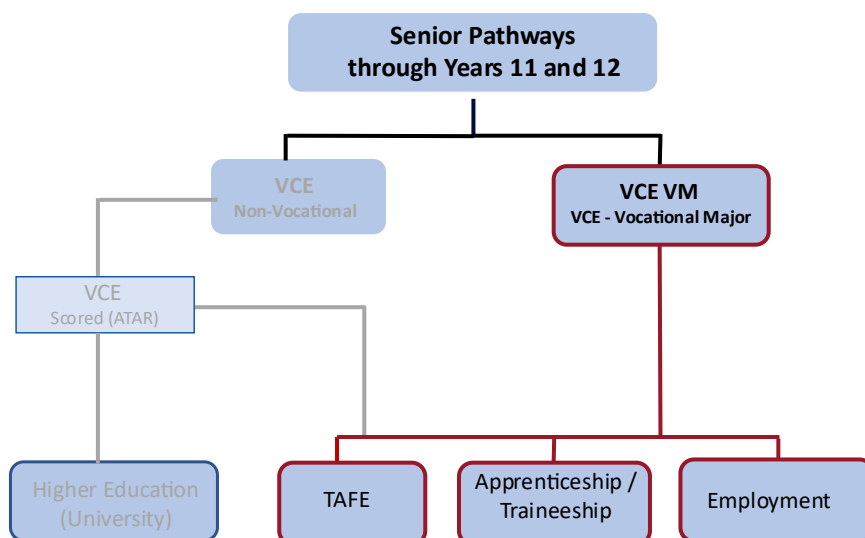 Senior Pathways
through Years 11 and 12
VCE
Non-Vocational
VCE VM
VCE - Vocational Major
VCE
Scored (ATAR)
Higher Education
(University)
TAFE
Apprenticeship /
Traineeship
Employment